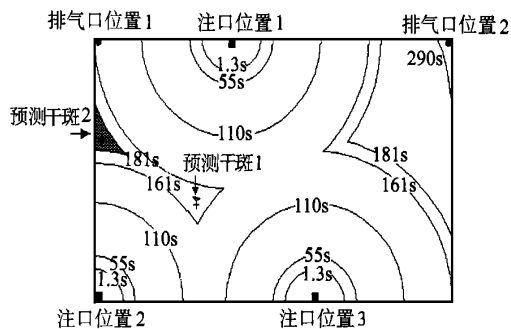 排气口位置1
注口位置1
排气口位置2
1.3s
55s
290s
预测干斑2
110s
181s
预测干斑1
181s
161s
161s
110s
110s
55s
1.3s
55s
1.3s
注口位置2
注口位置3